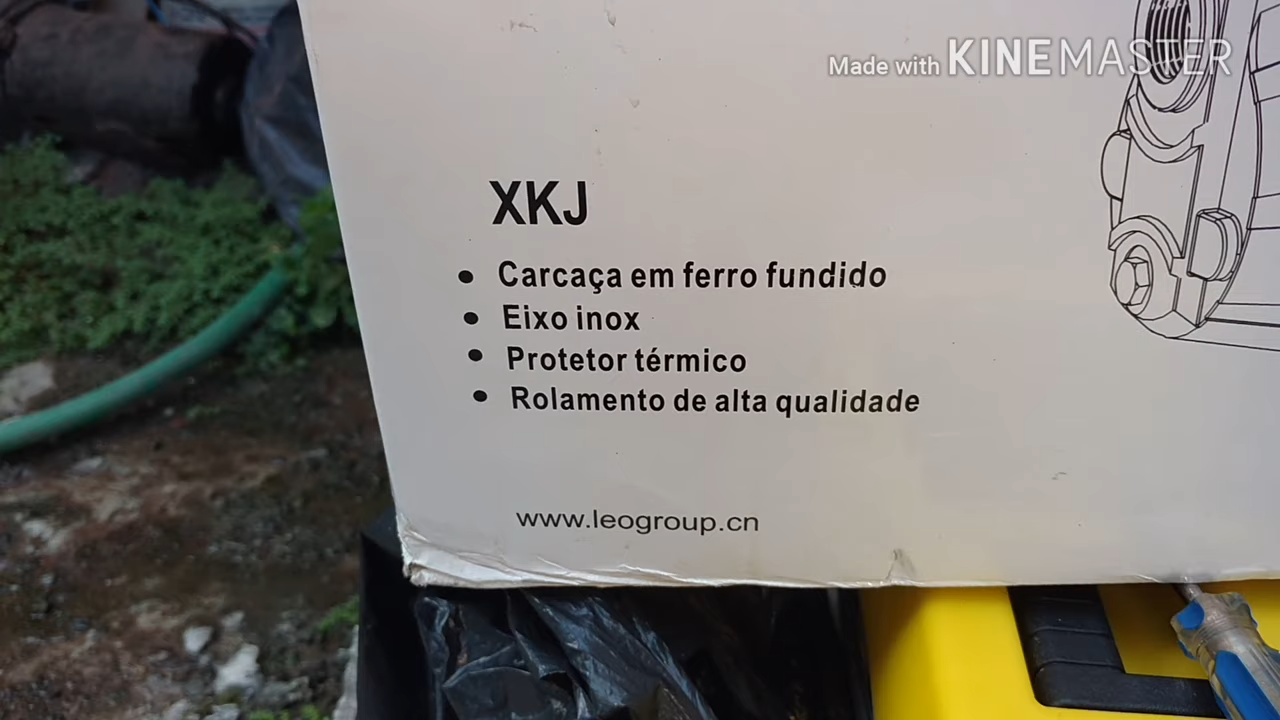 Made with KINEMASTER
XKJ
• Carcaça em ferro fundido
• Eixo inox
• Protetor térmico
• Rolamento de alta qualidade
www.leogroup.cn